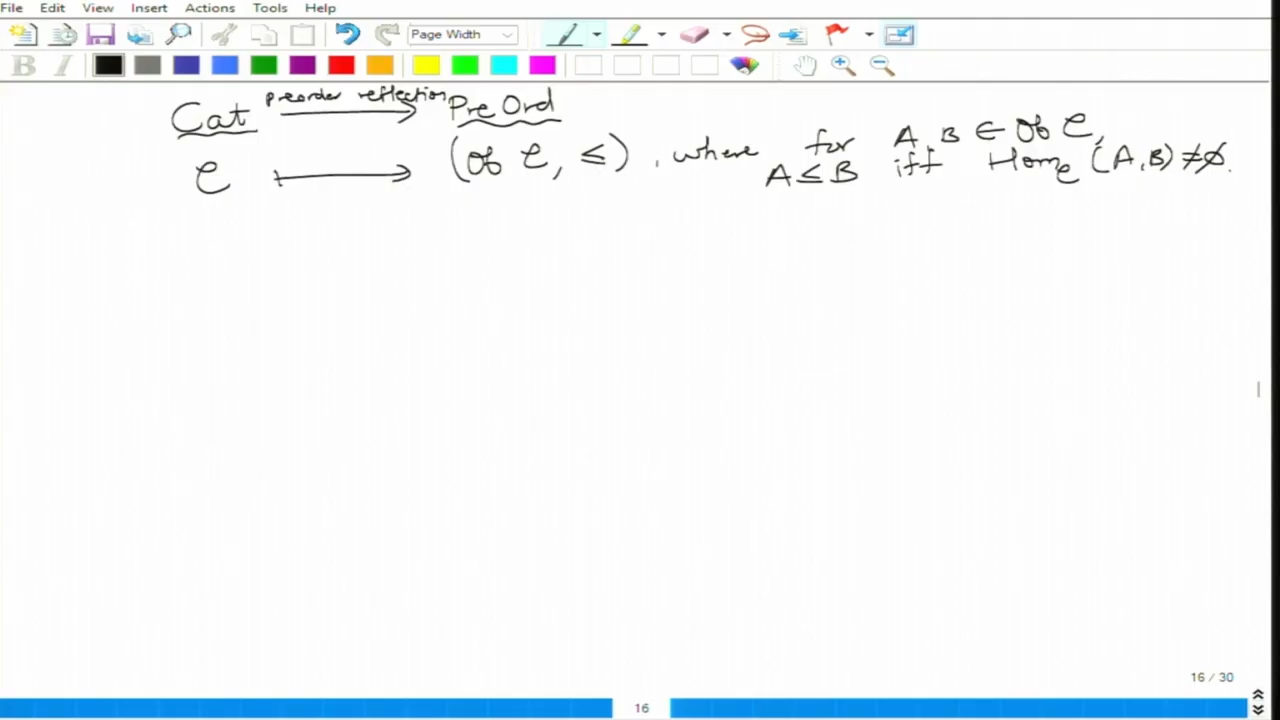 File Edit View Insert Actions Tools Help
Page Width
B I
Cat preorder reflection PreOrd
C ⟼ (Ob C, ≤), where for A, B ∈ Ob C,
A ≤ B iff Hom_C (A, B) ≠ ∅.
16 / 30
16